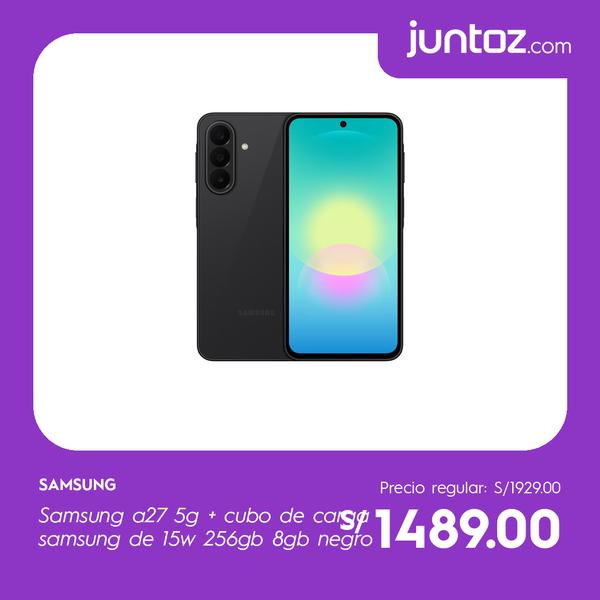 juntoz.com
SAMSUNG
SAMSUNG
Precio regular: S/1929.00
Samsung a27 5g + cubo de carga
samsung de 15w 256gb 8gb negro
S/1489.00